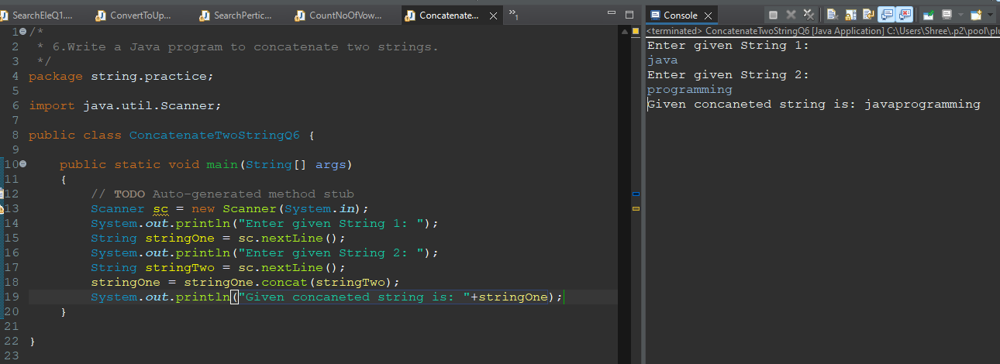 SearchEleQ1....
ConvertToUp...
SearchPertic...
CountNoOfVow...
Concatenate...
»1
1 /*
2  * 6.Write a Java program to concatenate two strings.
3  */
4 package string.practice;
5
6 import java.util.Scanner;
7
8 public class ConcatenateTwoStringQ6 {
9
10     public static void main(String[] args)
11     {
12         // TODO Auto-generated method stub
13         Scanner sc = new Scanner(System.in);
14         System.out.println("Enter given String 1: ");
15         String stringOne = sc.nextLine();
16         System.out.println("Enter given String 2: ");
17         String stringTwo = sc.nextLine();
18         stringOne = stringOne.concat(stringTwo);
19         System.out.println("Given concaneted string is: "+stringOne);
20     }
21
22 }
23
Console
<terminated> ConcatenateTwoStringQ6 [Java Application] C:\Users\Shree\.p2\pool\plu
Enter given String 1:
java
Enter given String 2:
programming
Given concaneted string is: javaprogramming